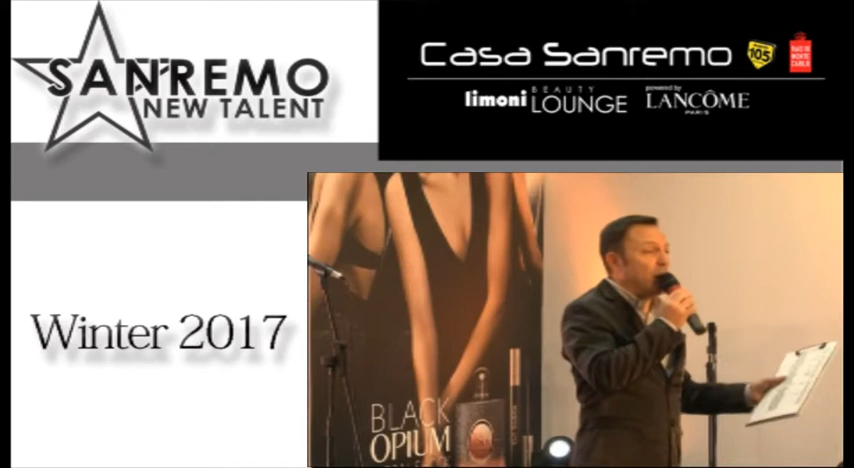 SANREMO
NEW TALENT
Casa Sanremo
105
limoni
BEAUTY
LOUNGE
powered by
LANCÔME
PARIS
Winter 2017
BLACK
OPIUM